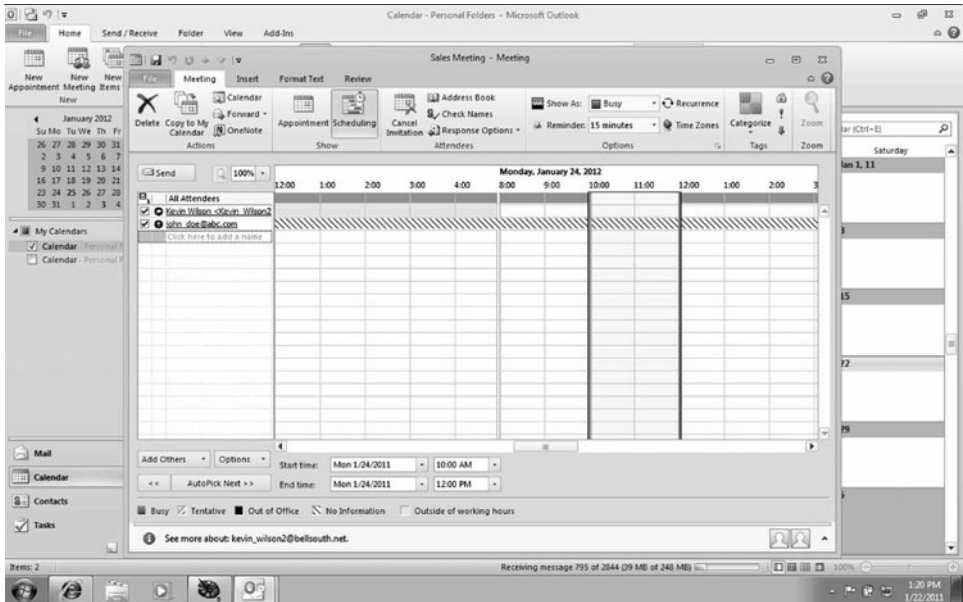 Calendar - Personal Folders - Microsoft Outlook
File Home Send / Receive Folder View Add-Ins
New Appointment
New Meeting
New Items
New
January 2012
Su Mo Tu We Th Fr
26 27 28 29 30 31
2 3 4 5 6 7
9 10 11 12 13 14
16 17 18 19 20 21
23 24 25 26 27 28
30 31 1 2 3 4
My Calendars
Calendar - Personal F
Calendar - Personal F
Mail
Calendar
Contacts
Tasks
Sales Meeting - Meeting
File Meeting Insert Format Text Review
Delete
Copy to My Calendar
Calendar
Forward
OneNote
Actions
Appointment
Scheduling
Show
Cancel Invitation
Address Book
Check Names
Response Options
Attendees
Show As: Busy
Reminder: 15 minutes
Recurrence
Time Zones
Options
Categorize
Tags
Zoom
Zoom
Send 100%
Monday, January 24, 2012
12:00 1:00 2:00 3:00 4:00 8:00 9:00 10:00 11:00 12:00 1:00 2:00 3
All Attendees
Kevin Wilson <Kevin_Wilson2
john_doe@abc.com
Click here to add a name
Add Others Options
Start time: Mon 1/24/2011 10:00 AM
<< AutoPick Next >>
End time: Mon 1/24/2011 12:00 PM
Busy Tentative Out of Office No Information Outside of working hours
See more about: kevin_wilson2@bellsouth.net.
dar (Ctrl+E)
Saturday
Jan 1, 11
8
15
22
29
5
Items: 2
Receiving message 795 of 2844 (39 MB of 248 MB)
100%
1:20 PM
1/22/2011